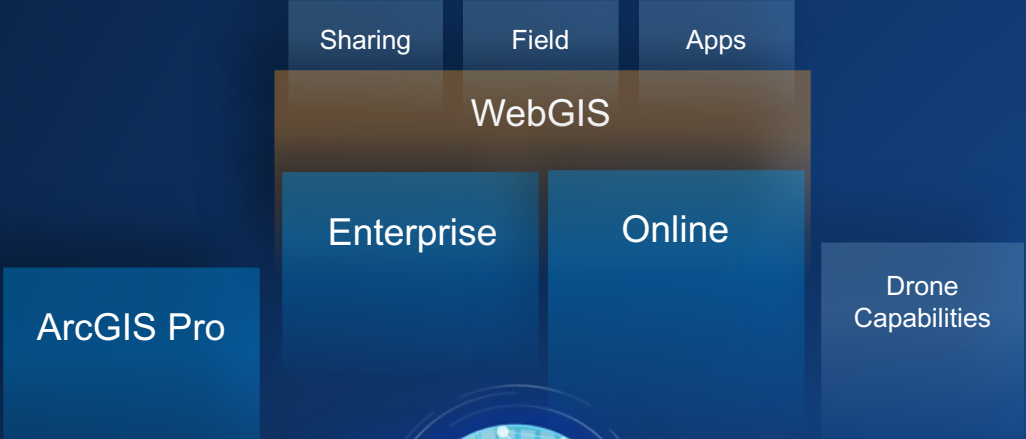 Sharing
Field
Apps
WebGIS
Enterprise
Online
ArcGIS Pro
Drone
Capabilities